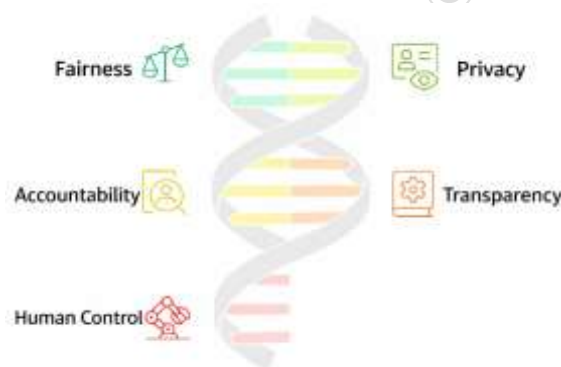 Fairness
Privacy
Accountability
Transparency
Human Control